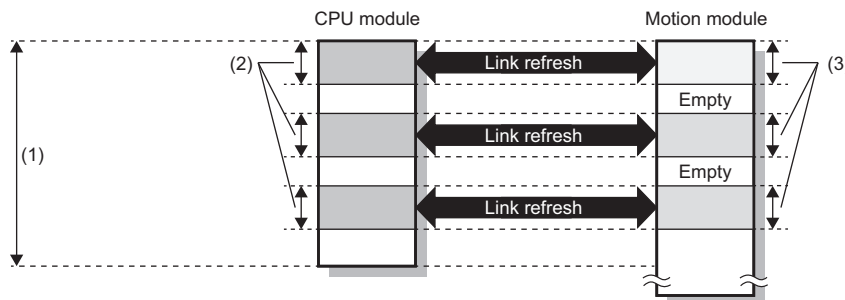 CPU module
Motion module
(2)
Link refresh
(3
Empty
Link refresh
(1)
Empty
Link refresh